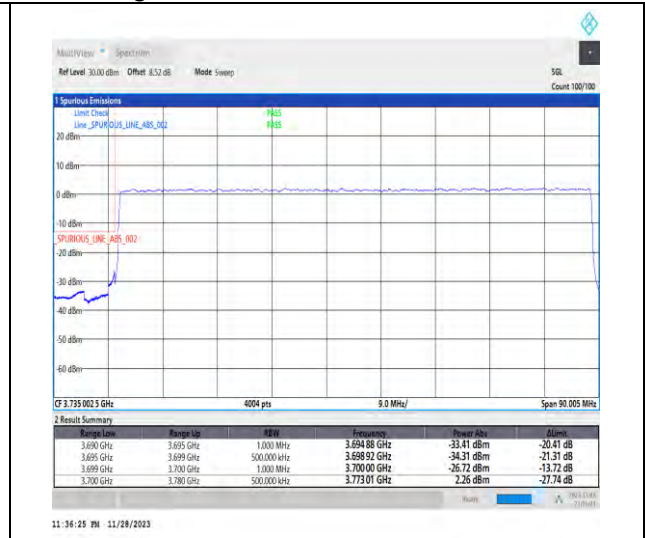 MultiView Spectrum
Ref Level 30.00 dBm Offset 8.52 dB Mode Sweep SGL
Count 100/100
1 Spurious Emissions
Limit Check PASS
Line _SPURIOUS_LINE_ABS_002 PASS
20 dBm
10 dBm
0 dBm
-10 dBm
_SPURIOUS_LINE_ABS_002
-20 dBm
-30 dBm
-40 dBm
-50 dBm
-60 dBm
CF 3.735 002 5 GHz 4004 pts 9.0 MHz/ Span 90.005 MHz
2 Result Summary
Range Low Range Up RBW Frequency Power Abs ΔLimit
3.690 GHz 3.695 GHz 1.000 MHz 3.694 88 GHz -33.41 dBm -20.41 dB
3.695 GHz 3.699 GHz 500.000 kHz 3.698 92 GHz -34.31 dBm -21.31 dB
3.699 GHz 3.700 GHz 1.000 MHz 3.700 00 GHz -26.72 dBm -13.72 dB
3.700 GHz 3.780 GHz 500.000 kHz 3.773 01 GHz 2.26 dBm -27.74 dB
11:36:25 PM 11/28/2023